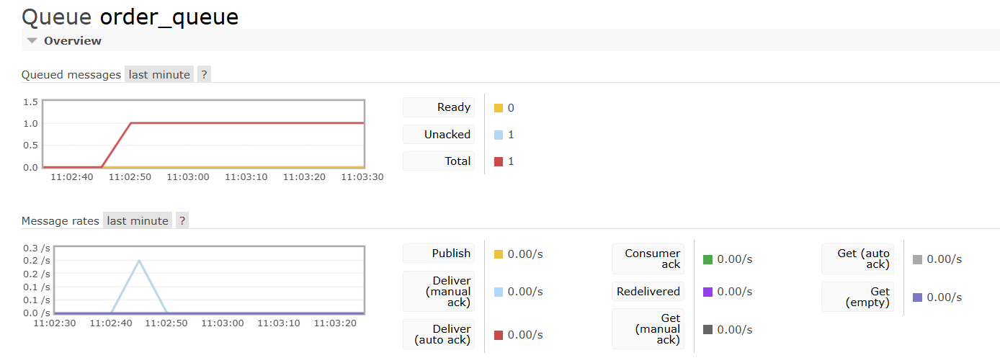 Queue order_queue
Overview
Queued messages last minute ?
1.5
1.0
0.5
0.0
11:02:40 11:02:50 11:03:00 11:03:10 11:03:20 11:03:30
Ready 0
Unacked 1
Total 1
Message rates last minute ?
0.3 /s
0.2 /s
0.2 /s
0.1 /s
0.1 /s
0.0 /s
11:02:30 11:02:40 11:02:50 11:03:00 11:03:10 11:03:20
Publish 0.00/s
Deliver
(manual
ack)
0.00/s
Deliver
(auto ack)
0.00/s
Consumer
ack
0.00/s
Redelivered 0.00/s
Get
(manual
ack)
0.00/s
Get (auto
ack)
0.00/s
Get
(empty)
0.00/s